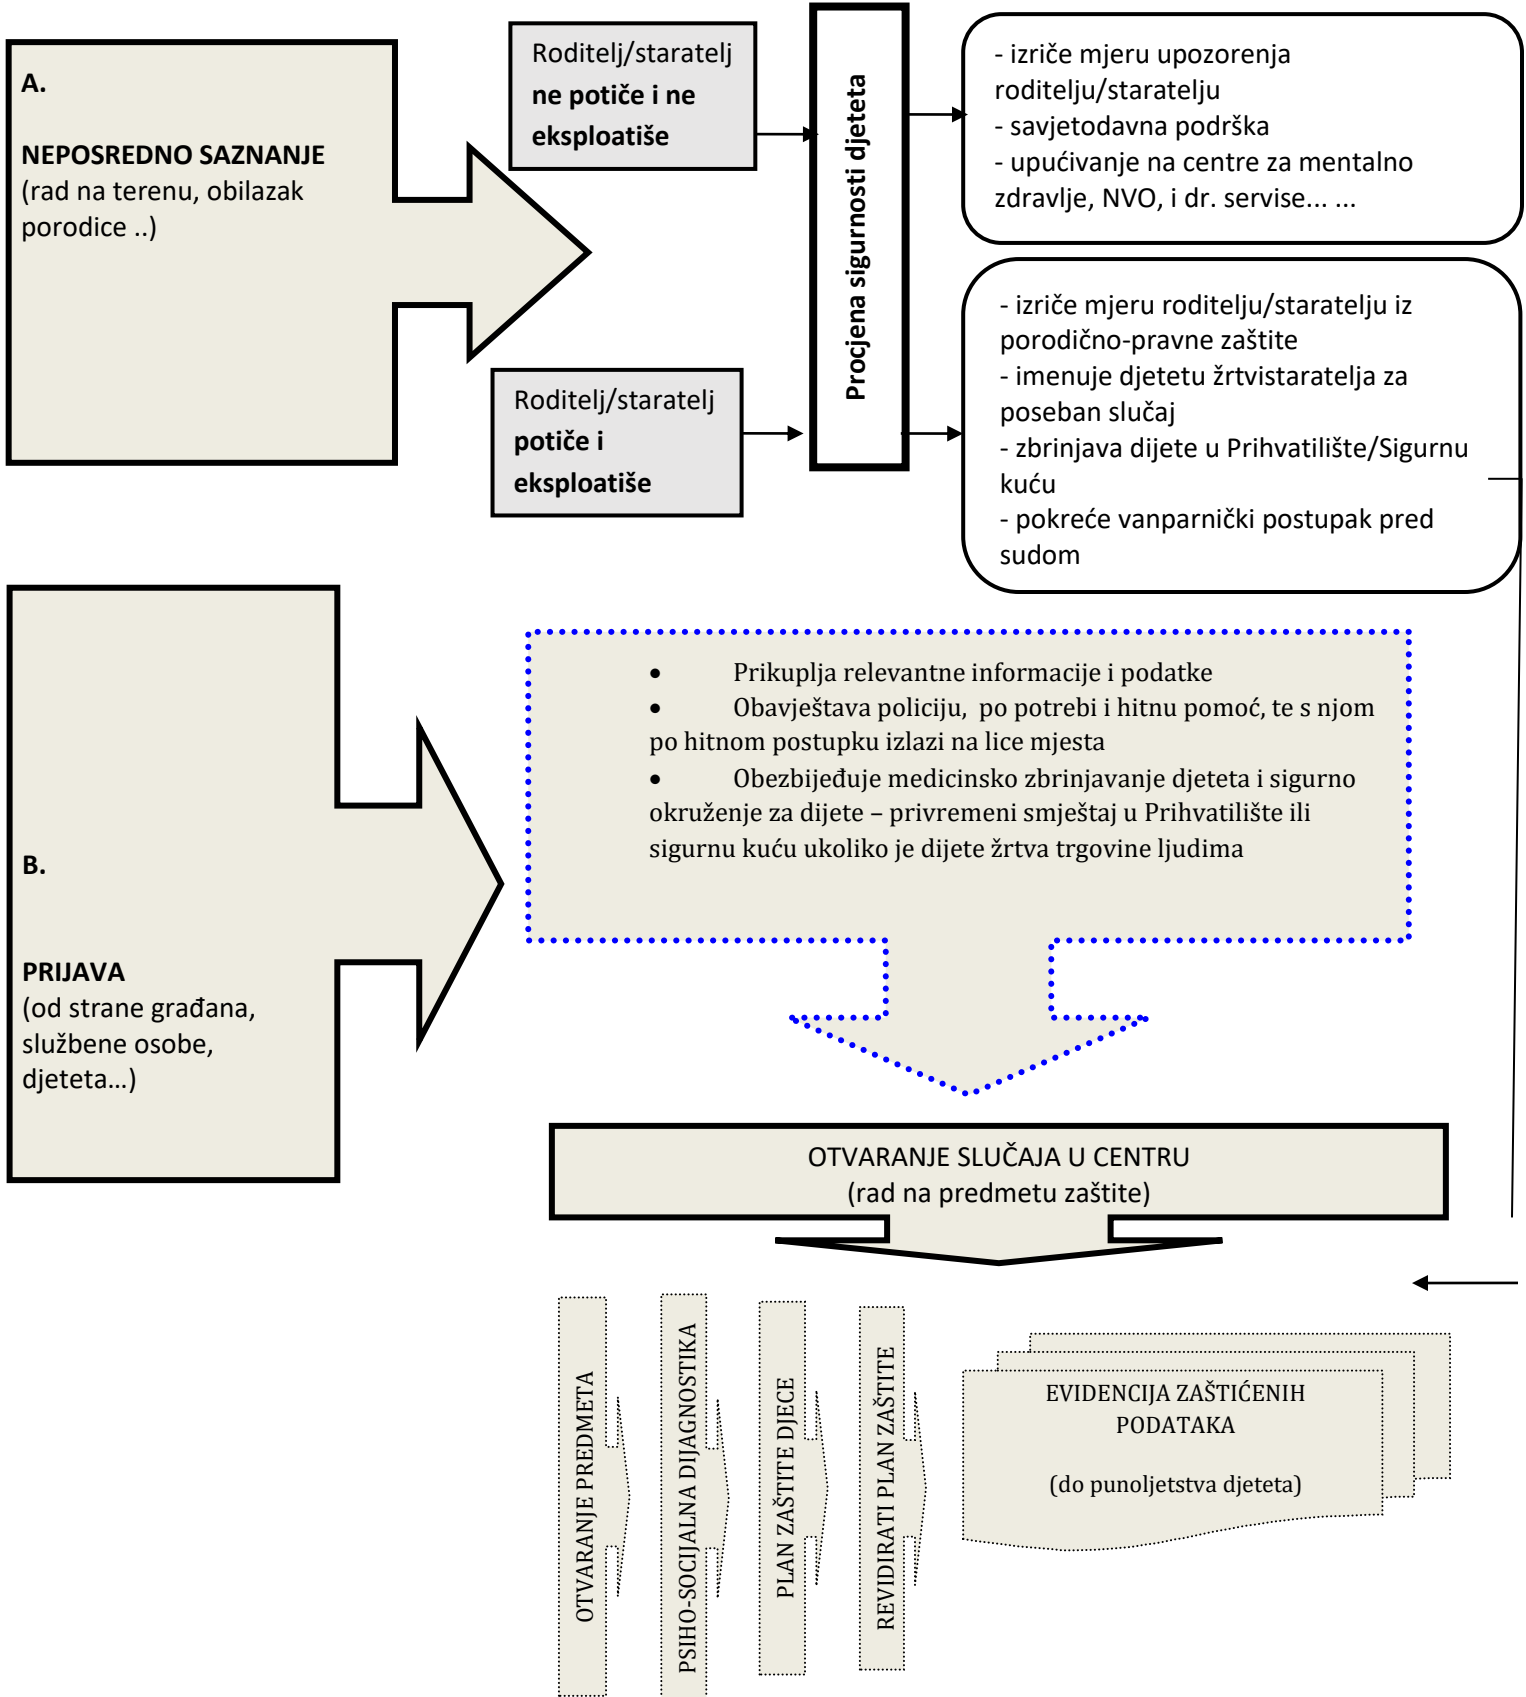 A.
NEPOSREDNO SAZNANJE
(rad na terenu, obilazak
porodice ..)
Roditelj/staratelj
ne potiče i ne
eksploatiše
Roditelj/staratelj
potiče i
eksploatiše
Procjena sigurnosti djeteta
- izriče mjeru upozorenja
roditelju/staratelju
- savjetodavna podrška
- upućivanje na centre za mentalno
zdravlje, NVO, i dr. servise... ...
- izriče mjeru roditelju/staratelju iz
porodično-pravne zaštite
- imenuje djetetu žrtvistaratelja za
poseban slučaj
- zbrinjava dijete u Prihvatilište/Sigurnu
kuću
- pokreće vanparnički postupak pred
sudom
B.
PRIJAVA
(od strane građana,
službene osobe,
djeteta…)
• Prikuplja relevantne informacije i podatke
• Obavještava policiju, po potrebi i hitnu pomoć, te s njom
po hitnom postupku izlazi na lice mjesta
• Obezbijeđuje medicinsko zbrinjavanje djeteta i sigurno
okruženje za dijete – privremeni smještaj u Prihvatilište ili
sigurnu kuću ukoliko je dijete žrtva trgovine ljudima
OTVARANJE SLUČAJA U CENTRU
(rad na predmetu zaštite)
OTVARANJE PREDMETA
PSIHO-SOCIJALNA DIJAGNOSTIKA
PLAN ZAŠTITE DJECE
REVIDIRATI PLAN ZAŠTITE
EVIDENCIJA ZAŠTIĆENIH
PODATAKA
(do punoljetstva djeteta)